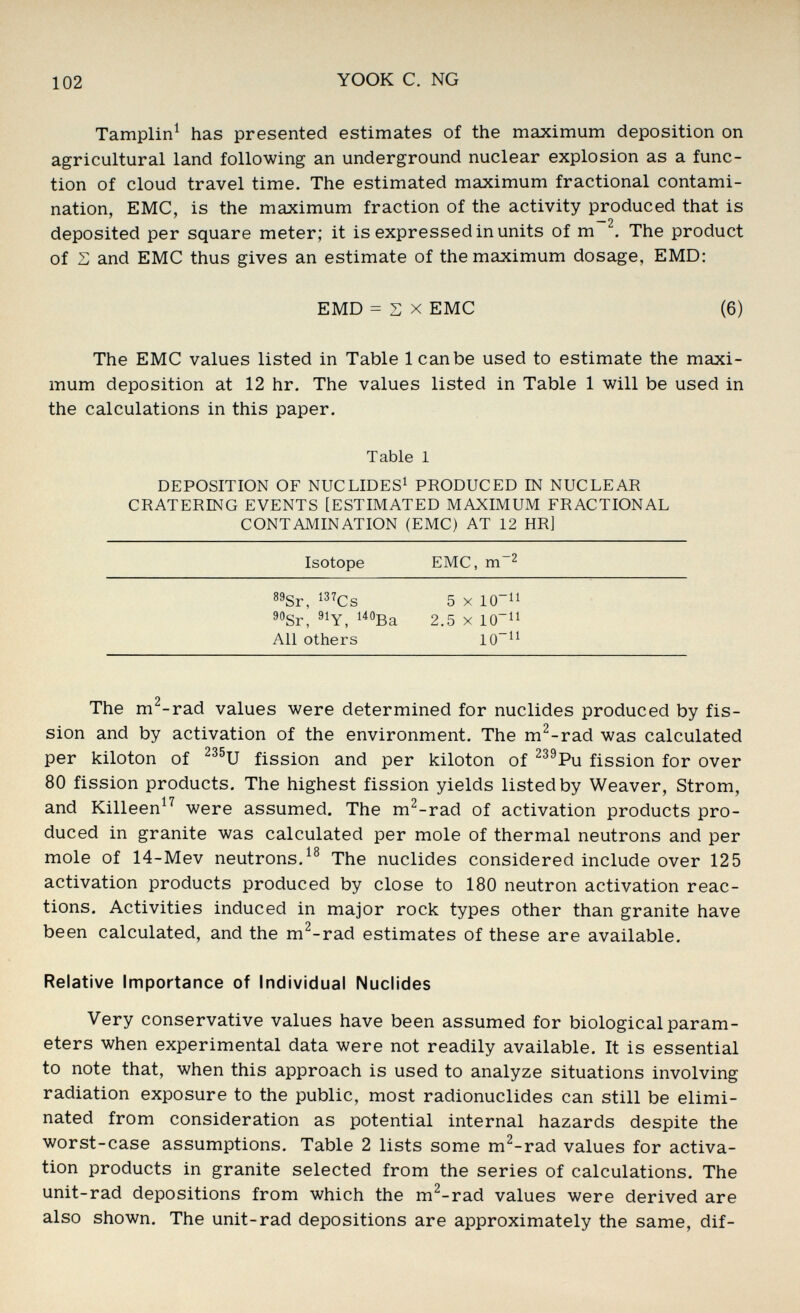 102 YOOK C. NG
Tamplin¹ has presented estimates of the maximum deposition on
agricultural land following an underground nuclear explosion as a func-
tion of cloud travel time. The estimated maximum fractional contami-
nation, EMC, is the maximum fraction of the activity produced that is
deposited per square meter; it is expressed in units of m⁻². The product
of Σ and EMC thus gives an estimate of the maximum dosage, EMD:
EMD = Σ × EMC (6)
The EMC values listed in Table 1 can be used to estimate the maxi-
mum deposition at 12 hr. The values listed in Table 1 will be used in
the calculations in this paper.
Table 1
DEPOSITION OF NUCLIDES¹ PRODUCED IN NUCLEAR
CRATERING EVENTS [ESTIMATED MAXIMUM FRACTIONAL
CONTAMINATION (EMC) AT 12 HR]
Isotope EMC, m⁻²
⁸⁹Sr, ¹³⁷Cs 5 × 10⁻¹¹
⁹⁰Sr, ⁹¹Y, ¹⁴⁰Ba 2.5 × 10⁻¹¹
All others 10⁻¹¹
The m²-rad values were determined for nuclides produced by fis-
sion and by activation of the environment. The m²-rad was calculated
per kiloton of ²³⁵U fission and per kiloton of ²³⁹Pu fission for over
80 fission products. The highest fission yields listed by Weaver, Strom,
and Killeen¹⁷ were assumed. The m²-rad of activation products pro-
duced in granite was calculated per mole of thermal neutrons and per
mole of 14-Mev neutrons.¹⁸ The nuclides considered include over 125
activation products produced by close to 180 neutron activation reac-
tions. Activities induced in major rock types other than granite have
been calculated, and the m²-rad estimates of these are available.
Relative Importance of Individual Nuclides
Very conservative values have been assumed for biological param-
eters when experimental data were not readily available. It is essential
to note that, when this approach is used to analyze situations involving
radiation exposure to the public, most radionuclides can still be elimi-
nated from consideration as potential internal hazards despite the
worst-case assumptions. Table 2 lists some m²-rad values for activa-
tion products in granite selected from the series of calculations. The
unit-rad depositions from which the m²-rad values were derived are
also shown. The unit-rad depositions are approximately the same, dif-